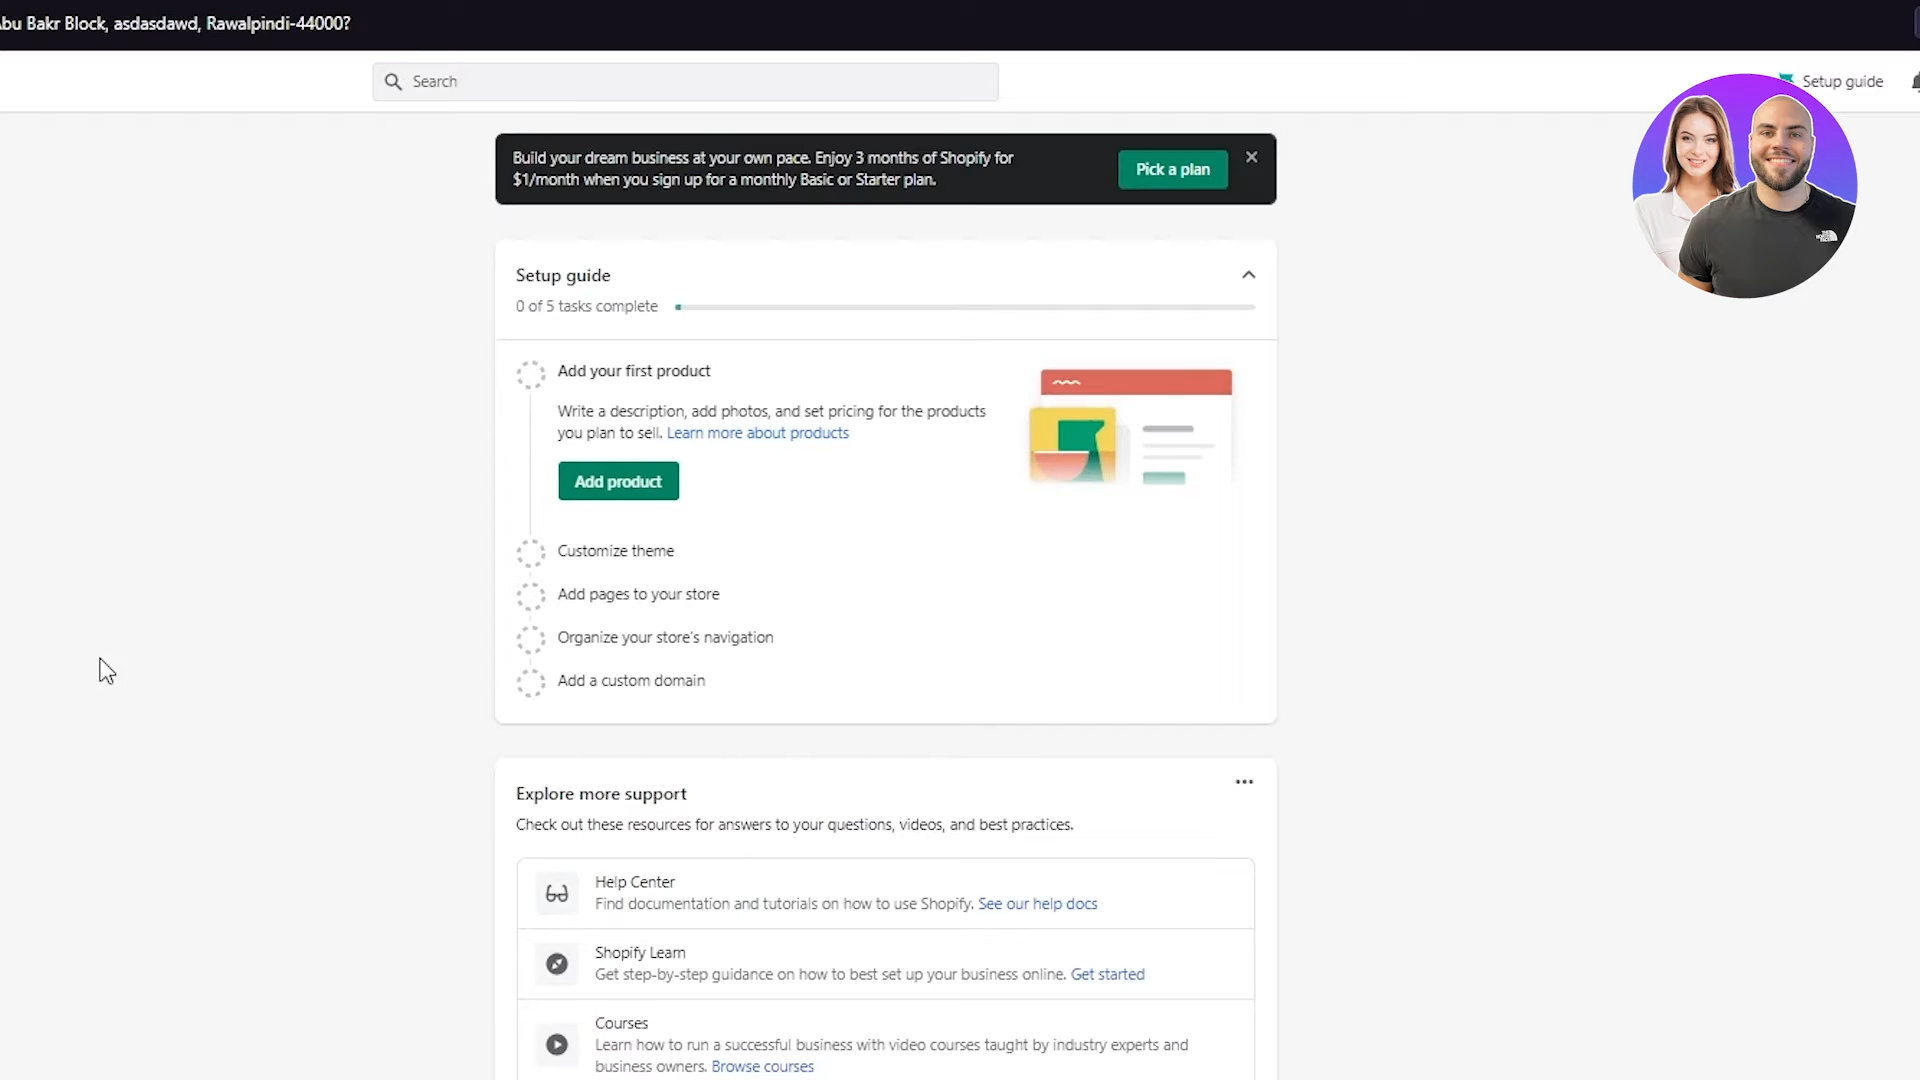 Abu Bakr Block, asdasdawd, Rawalpindi-44000?
Search
Setup guide
Build your dream business at your own pace. Enjoy 3 months of Shopify for
$1/month when you sign up for a monthly Basic or Starter plan.
Pick a plan
Setup guide
0 of 5 tasks complete
Add your first product
Write a description, add photos, and set pricing for the products
you plan to sell. Learn more about products
Add product
Customize theme
Add pages to your store
Organize your store's navigation
Add a custom domain
Explore more support
Check out these resources for answers to your questions, videos, and best practices.
Help Center
Find documentation and tutorials on how to use Shopify. See our help docs
Shopify Learn
Get step-by-step guidance on how to best set up your business online. Get started
Courses
Learn how to run a successful business with video courses taught by industry experts and
business owners. Browse courses